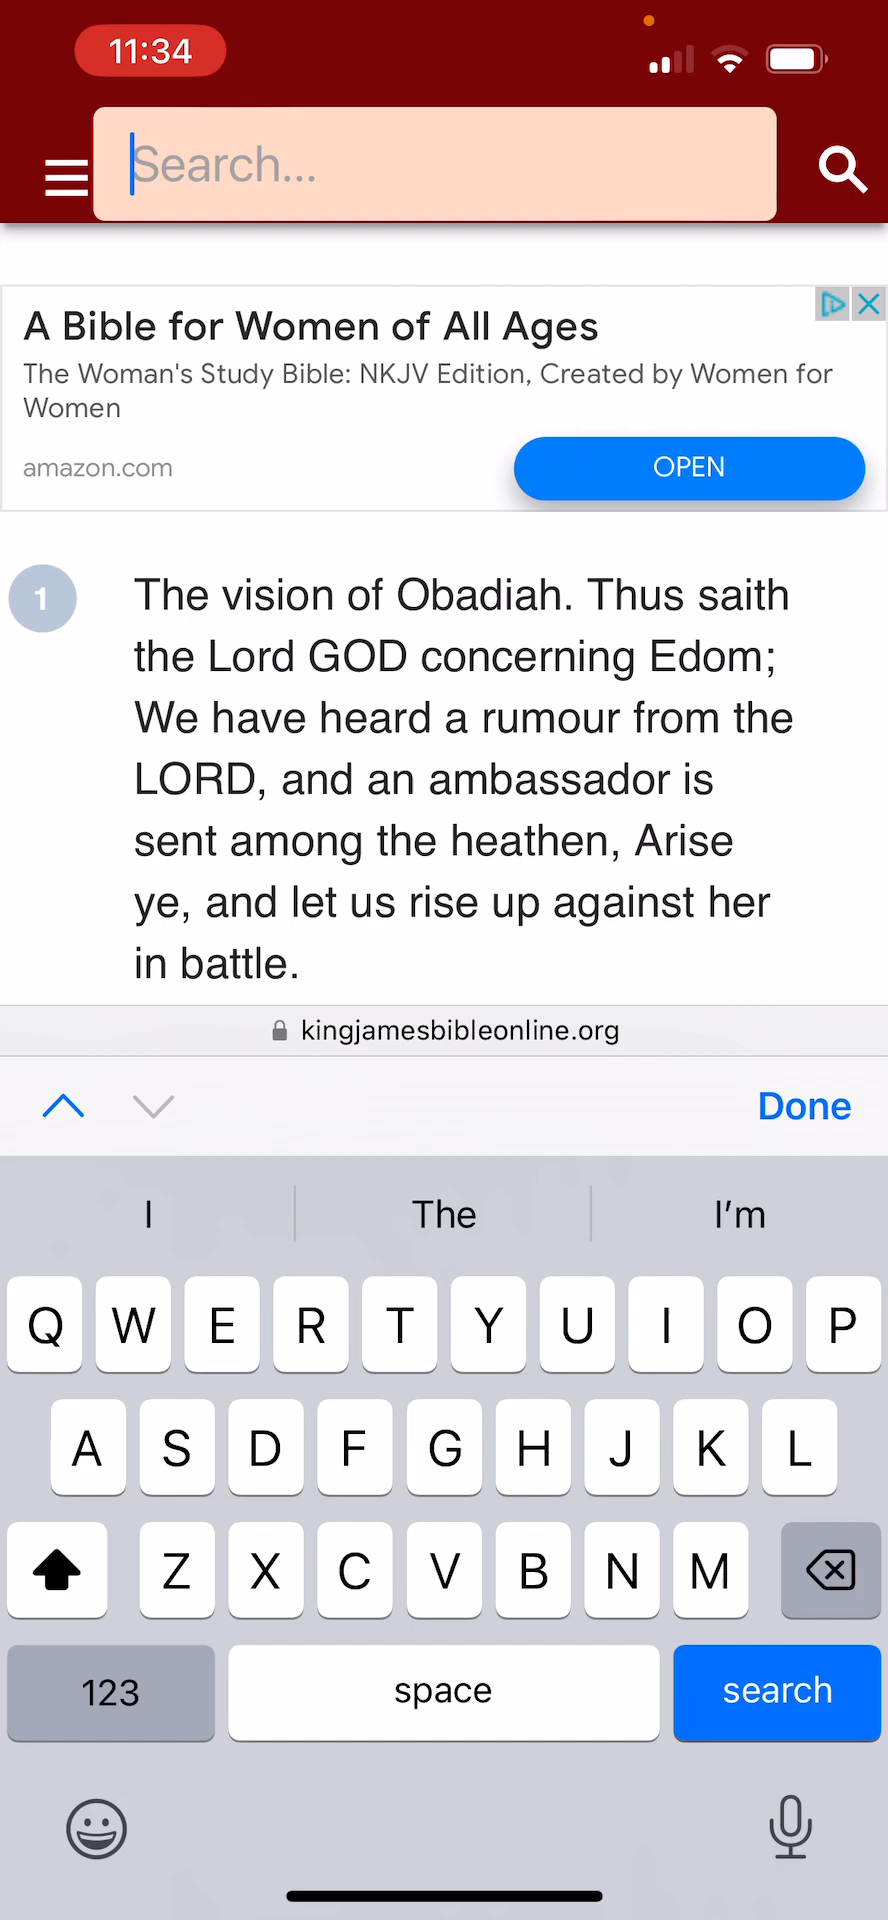 11:34
Search...
A Bible for Women of All Ages
The Woman's Study Bible: NKJV Edition, Created by Women for
Women
amazon.com
OPEN
1
The vision of Obadiah. Thus saith
the Lord GOD concerning Edom;
We have heard a rumour from the
LORD, and an ambassador is
sent among the heathen, Arise
ye, and let us rise up against her
in battle.
kingjamesbibleonline.org
Done
I The I'm
Q W E R T Y U I O P
A S D F G H J K L
Z X C V B N M
123 space search